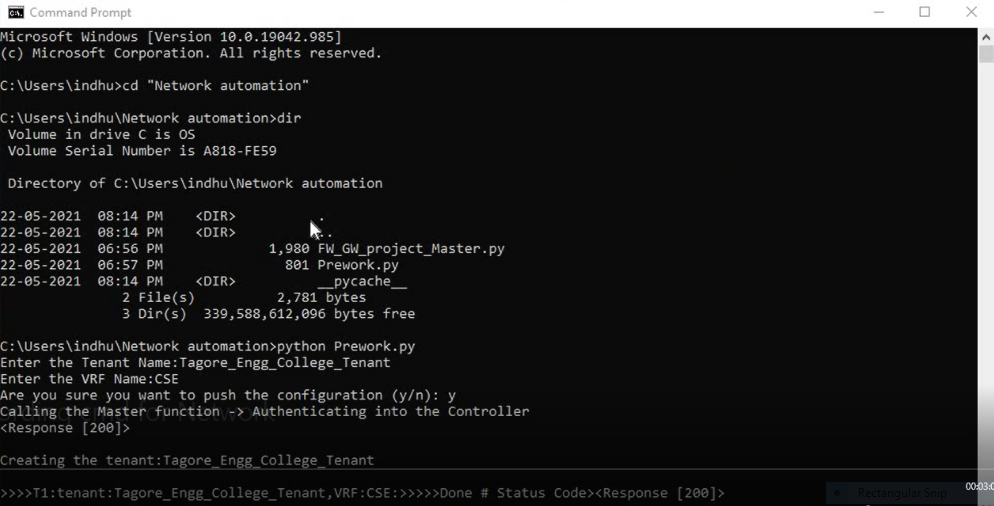 Command Prompt
Microsoft Windows [Version 10.0.19042.985]
(c) Microsoft Corporation. All rights reserved.
C:\Users\indhu>cd "Network automation"
C:\Users\indhu\Network automation>dir
Volume in drive C is OS
Volume Serial Number is A818-FE59
Directory of C:\Users\indhu\Network automation
22-05-2021 08:14 PM <DIR> .
22-05-2021 08:14 PM <DIR> ..
22-05-2021 06:56 PM 1,980 FW_GW_project_Master.py
22-05-2021 06:57 PM 801 Prework.py
22-05-2021 08:14 PM <DIR> __pycache__
2 File(s) 2,781 bytes
3 Dir(s) 339,588,612,096 bytes free
C:\Users\indhu\Network automation>python Prework.py
Enter the Tenant Name:Tagore_Engg_College_Tenant
Enter the VRF Name:CSE
Are you sure you want to push the configuration (y/n): y
Calling the Master function -> Authenticating into the Controller
<Response [200]>
Creating the tenant:Tagore_Engg_College_Tenant
>>>>T1:tenant:Tagore_Engg_College_Tenant,VRF:CSE:>>>>>Done # Status Code><Response [200]>
Rectangular Snip